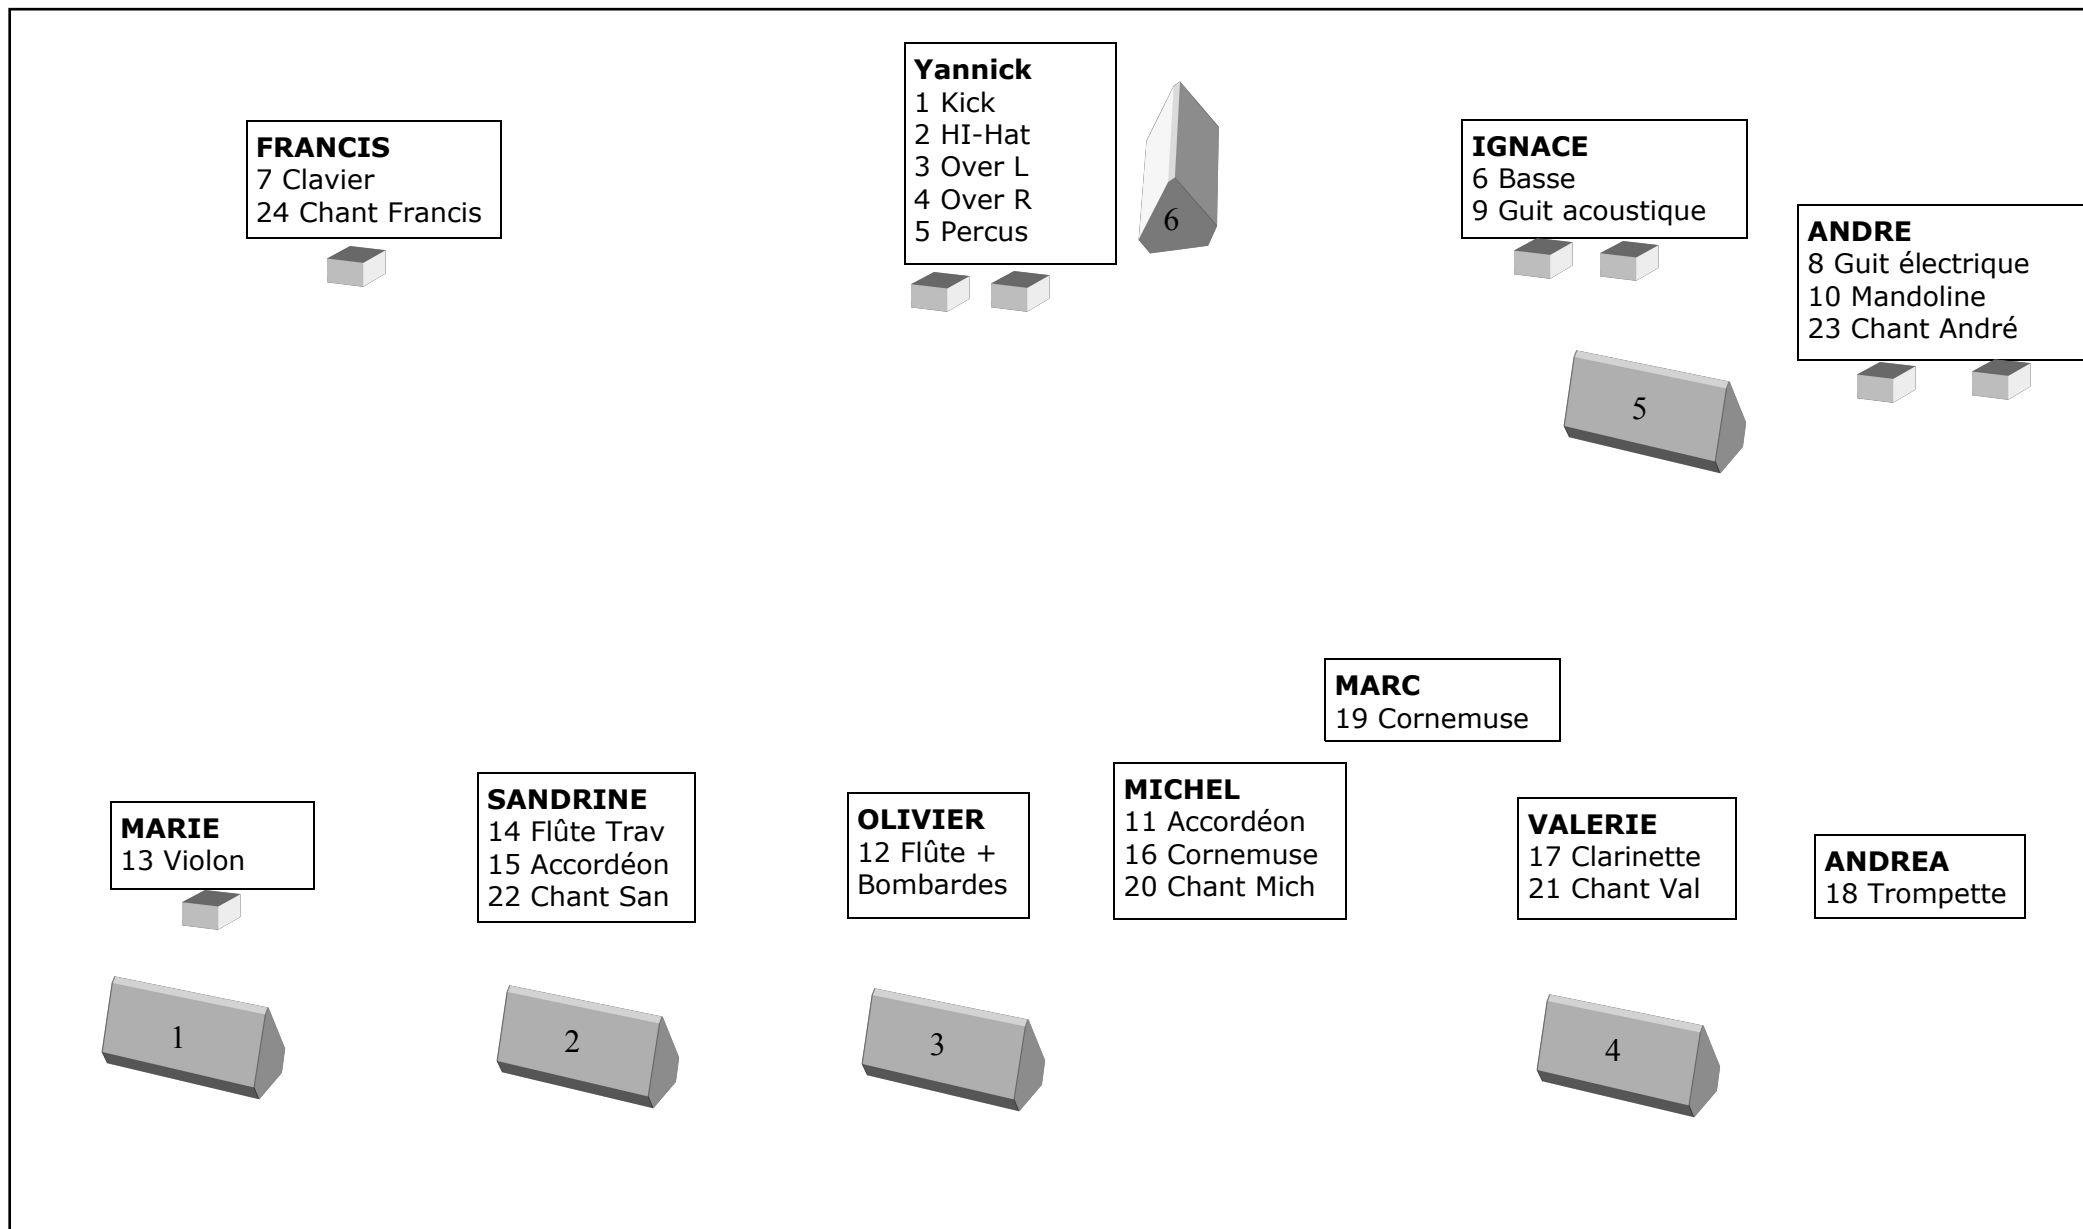 Yannick
1 Kick
2 HI-Hat
3 Over L
4 Over R
5 Percus
6
FRANCIS
7 Clavier
24 Chant Francis
IGNACE
6 Basse
9 Guit acoustique
ANDRE
8 Guit électrique
10 Mandoline
23 Chant André
5
MARC
19 Cornemuse
MARIE
13 Violon
SANDRINE
14 Flûte Trav
15 Accordéon
22 Chant San
OLIVIER
12 Flûte +
Bombardes
MICHEL
11 Accordéon
16 Cornemuse
20 Chant Mich
VALERIE
17 Clarinette
21 Chant Val
ANDREA
18 Trompette
1
2
3
4